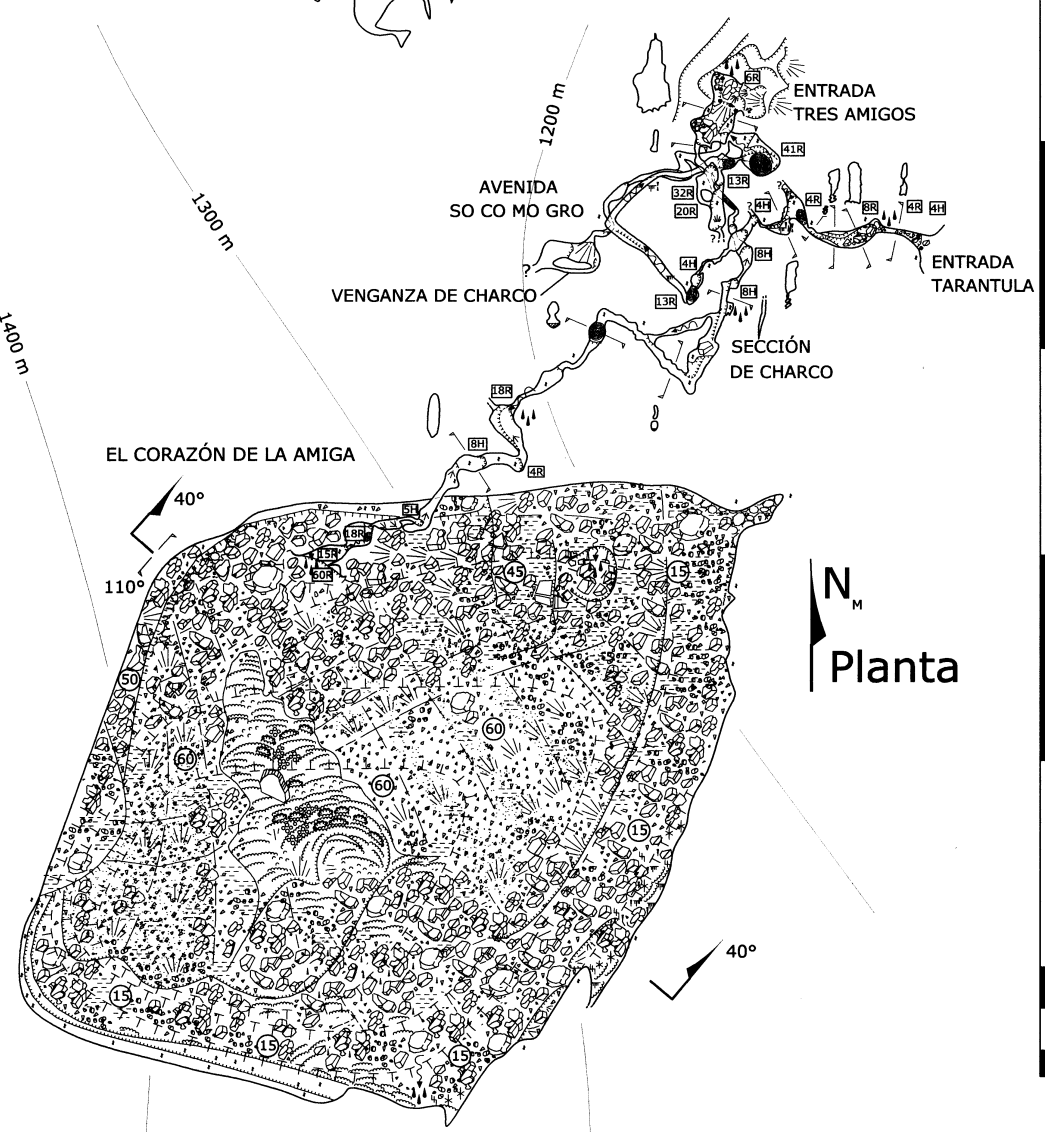 6R
ENTRADA
TRES AMIGOS
1200 m
41R
13R
AVENIDA
SO CO MO GRO
32R
20R
4H
4R
8R
4R
4H
??
?
?
1300 m
8H
4H
ENTRADA
TARANTULA
?
VENGANZA DE CHARCO
13R
8H
1400 m
SECCIÓN
DE CHARCO
18R
8H
4R
EL CORAZÓN DE LA AMIGA
40°
5H
18R
15R
60R
110°
45
15
N
M
Planta
50
60
60
60
15
40°
15
15
15